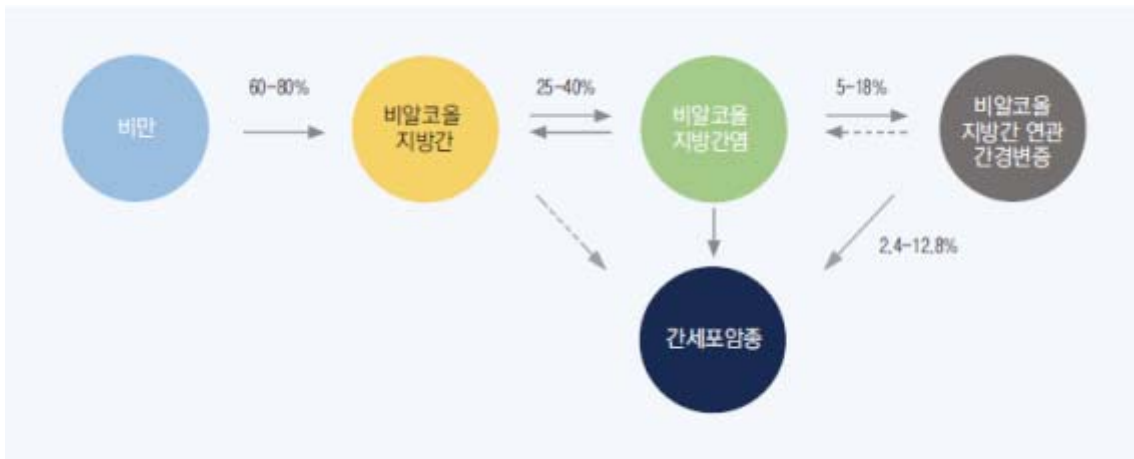 60-80%
25-40%
5-18%
비만
비알코올
지방간
비알코올
지방간염
비알코올
지방간 연관
간경변증
2.4-12.8%
간세포암종